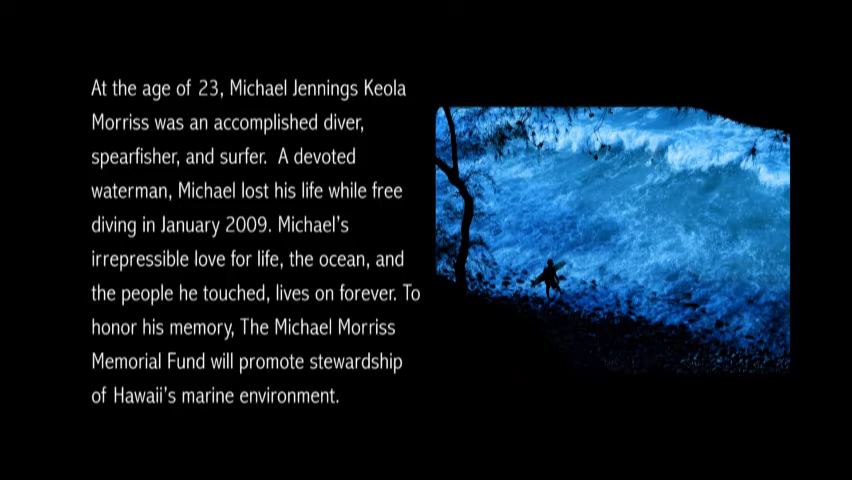 At the age of 23, Michael Jennings Keola
Morriss was an accomplished diver,
spearfisher, and surfer.  A devoted
waterman, Michael lost his life while free
diving in January 2009. Michael's
irrepressible love for life, the ocean, and
the people he touched, lives on forever. To
honor his memory, The Michael Morriss
Memorial Fund will promote stewardship
of Hawaii's marine environment.